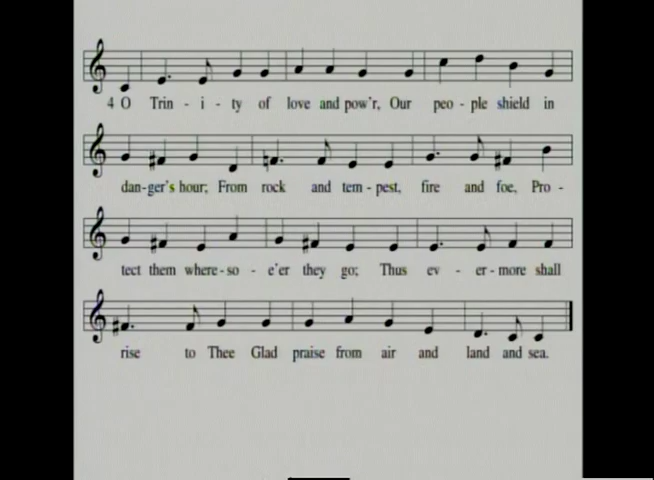 4 O Trin - i - ty of love and pow'r, Our peo - ple shield in
dan-ger's hour; From rock and tem - pest, fire and foe, Pro -
tect them where - so - e'er they go; Thus ev - er - more shall
rise to Thee Glad praise from air and land and sea.